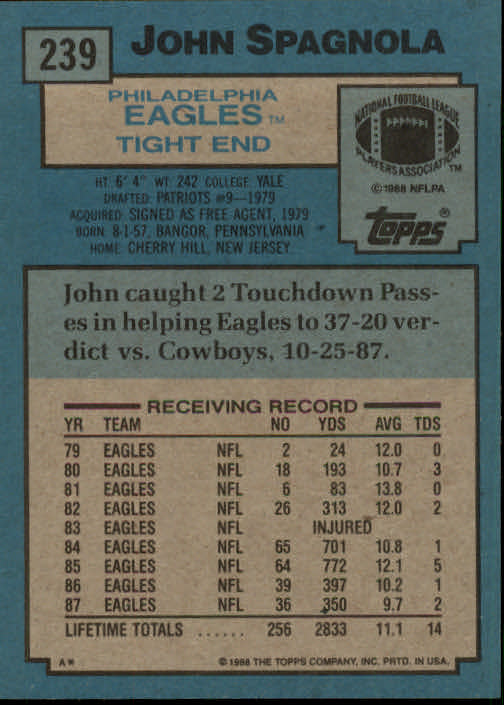 239
JOHN SPAGNOLA
PHILADELPHIA
EAGLES™
TIGHT END
NATIONAL FOOTBALL LEAGUE
PLAYERS ASSOCIATION™
©1988 NFLPA
topps®
HT: 6' 4" WT: 242 COLLEGE: YALE
DRAFTED: PATRIOTS #9—1979
ACQUIRED: SIGNED AS FREE AGENT, 1979
BORN: 8-1-57, BANGOR, PENNSYLVANIA
HOME: CHERRY HILL, NEW JERSEY
John caught 2 Touchdown Pass-
es in helping Eagles to 37-20 ver-
dict vs. Cowboys, 10-25-87.
RECEIVING RECORD
YR TEAM NO YDS AVG TDS
79 EAGLES NFL 2 24 12.0 0
80 EAGLES NFL 18 193 10.7 3
81 EAGLES NFL 6 83 13.8 0
82 EAGLES NFL 26 313 12.0 2
83 EAGLES NFL INJURED
84 EAGLES NFL 65 701 10.8 1
85 EAGLES NFL 64 772 12.1 5
86 EAGLES NFL 39 397 10.2 1
87 EAGLES NFL 36 350 9.7 2
LIFETIME TOTALS ...... 256 2833 11.1 14
A* ©1988 THE TOPPS COMPANY, INC. PRTD. IN USA.